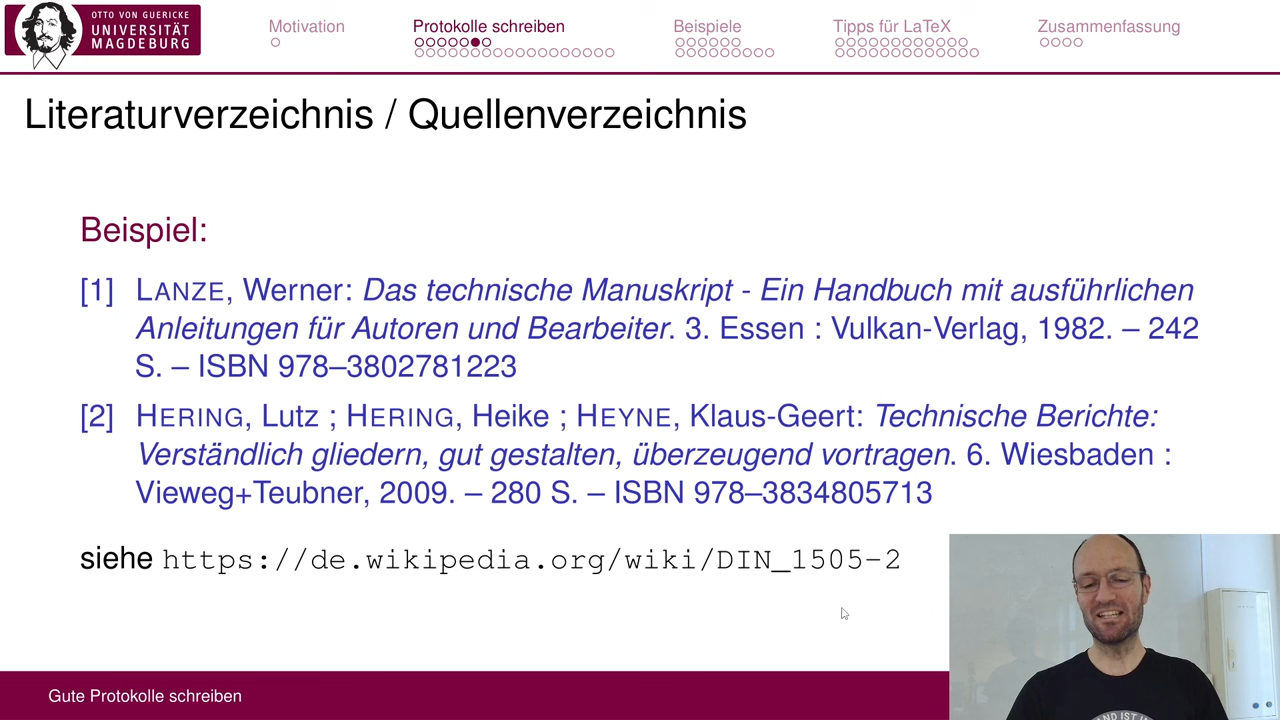 OTTO VON GUERICKE
UNIVERSITÄT
MAGDEBURG
Motivation
Protokolle schreiben
Beispiele
Tipps für LaTeX
Zusammenfassung
Literaturverzeichnis / Quellenverzeichnis
Beispiel:
[1] LANZE, Werner: Das technische Manuskript - Ein Handbuch mit ausführlichen
Anleitungen für Autoren und Bearbeiter. 3. Essen : Vulkan-Verlag, 1982. – 242
S. – ISBN 978–3802781223
[2] HERING, Lutz ; HERING, Heike ; HEYNE, Klaus-Geert: Technische Berichte:
Verständlich gliedern, gut gestalten, überzeugend vortragen. 6. Wiesbaden :
Vieweg+Teubner, 2009. – 280 S. – ISBN 978–3834805713
siehe https://de.wikipedia.org/wiki/DIN_1505-2
Gute Protokolle schreiben